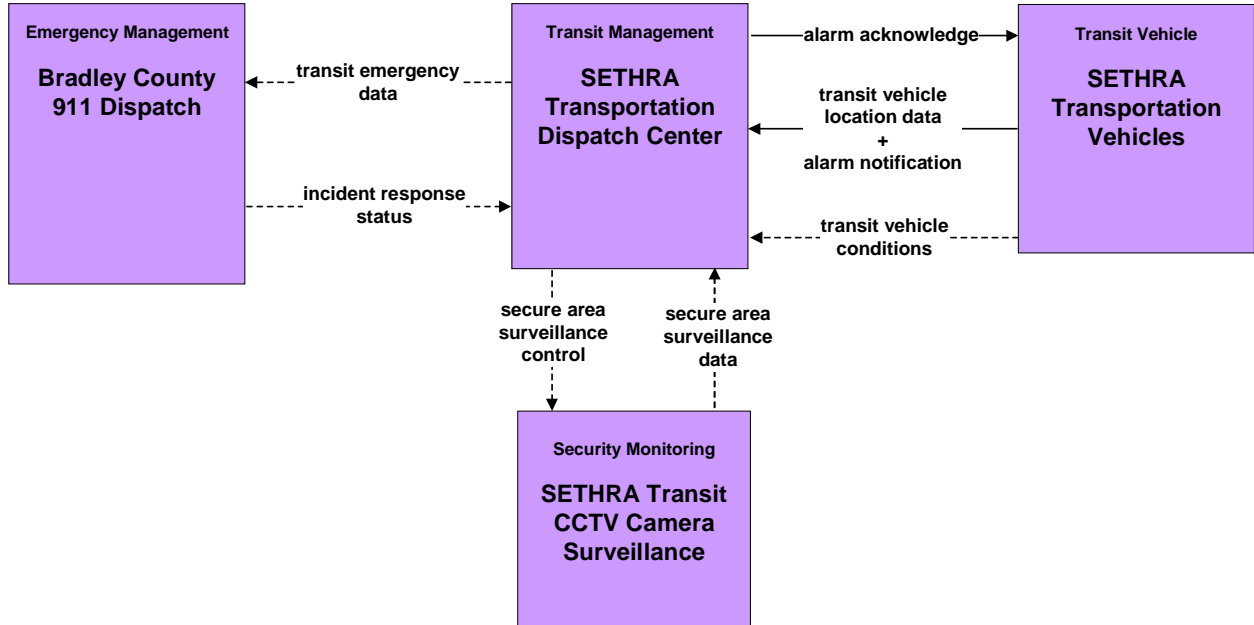 Emergency Management
Bradley County
911 Dispatch
transit emergency
data
incident response
status
Transit Management
SETHRA
Transportation
Dispatch Center
alarm acknowledge
transit vehicle
location data
+
alarm notification
transit vehicle
conditions
Transit Vehicle
SETHRA
Transportation
Vehicles
secure area
surveillance
control
secure area
surveillance
data
Security Monitoring
SETHRA Transit
CCTV Camera
Surveillance